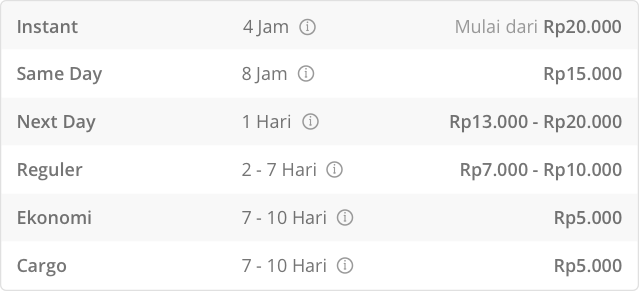 Instant 4 Jam Mulai dari Rp20.000
Same Day 8 Jam Rp15.000
Next Day 1 Hari Rp13.000 - Rp20.000
Reguler 2 - 7 Hari Rp7.000 - Rp10.000
Ekonomi 7 - 10 Hari Rp5.000
Cargo 7 - 10 Hari Rp5.000